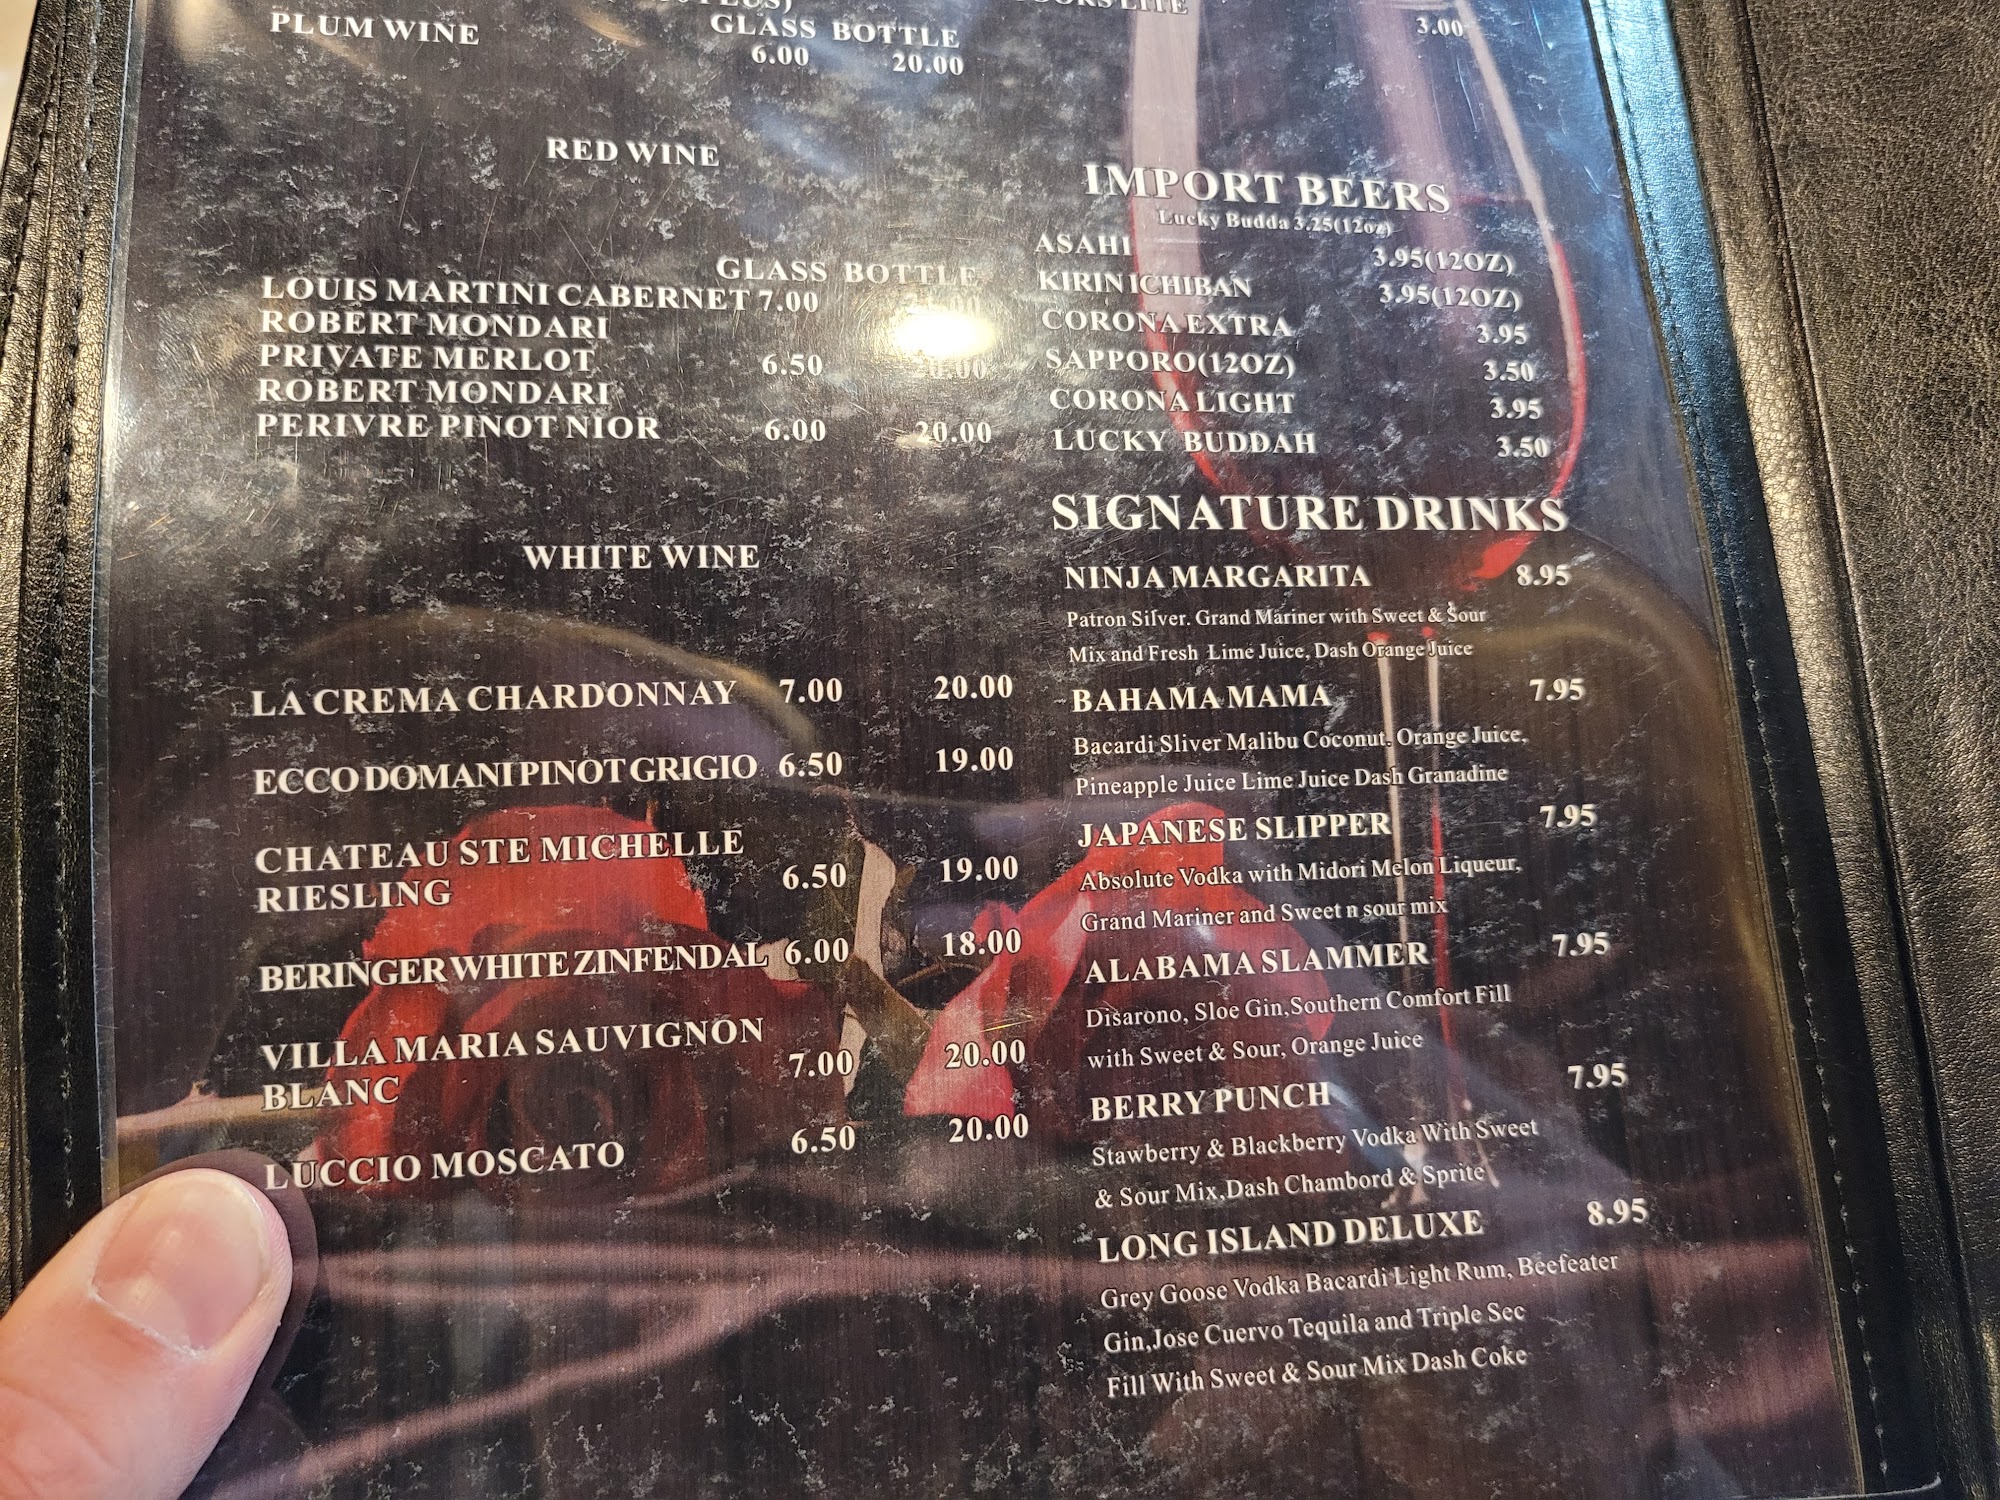 PLUM WINE
GLASS BOTTLE
6.00 20.00
RED WINE
GLASS BOTTLE
LOUIS MARTINI CABERNET 7.00
ROBERT MONDARI
PRIVATE MERLOT 6.50 20.00
ROBERT MONDARI
PERIVRE PINOT NIOR 6.00 20.00
WHITE WINE
LA CREMA CHARDONNAY 7.00 20.00
ECCO DOMANI PINOT GRIGIO 6.50 19.00
CHATEAU STE MICHELLE
RIESLING 6.50 19.00
BERINGER WHITE ZINFENDAL 6.00 18.00
VILLA MARIA SAUVIGNON
BLANC 7.00 20.00
LUCCIO MOSCATO 6.50 20.00
LITE 3.00
IMPORT BEERS
Lucky Budda 3.25(12oz)
ASAHI 3.95(12OZ)
KIRIN ICHIBAN 3.95(12OZ)
CORONA EXTRA 3.95
SAPPORO(12OZ) 3.50
CORONA LIGHT 3.95
LUCKY BUDDAH 3.50
SIGNATURE DRINKS
NINJA MARGARITA 8.95
Patron Silver. Grand Mariner with Sweet & Sour
Mix and Fresh Lime Juice, Dash Orange Juice
BAHAMA MAMA 7.95
Bacardi Sliver Malibu Coconut. Orange Juice,
Pineapple Juice Lime Juice Dash Granadine
JAPANESE SLIPPER 7.95
Absolute Vodka with Midori Melon Liqueur,
Grand Mariner and Sweet n sour mix
ALABAMA SLAMMER 7.95
Disarono, Sloe Gin,Southern Comfort Fill
with Sweet & Sour, Orange Juice
BERRY PUNCH 7.95
Stawberry & Blackberry Vodka With Sweet
& Sour Mix,Dash Chambord & Sprite
LONG ISLAND DELUXE 8.95
Grey Goose Vodka Bacardi Light Rum, Beefeater
Gin,Jose Cuervo Tequila and Triple Sec
Fill With Sweet & Sour Mix Dash Coke